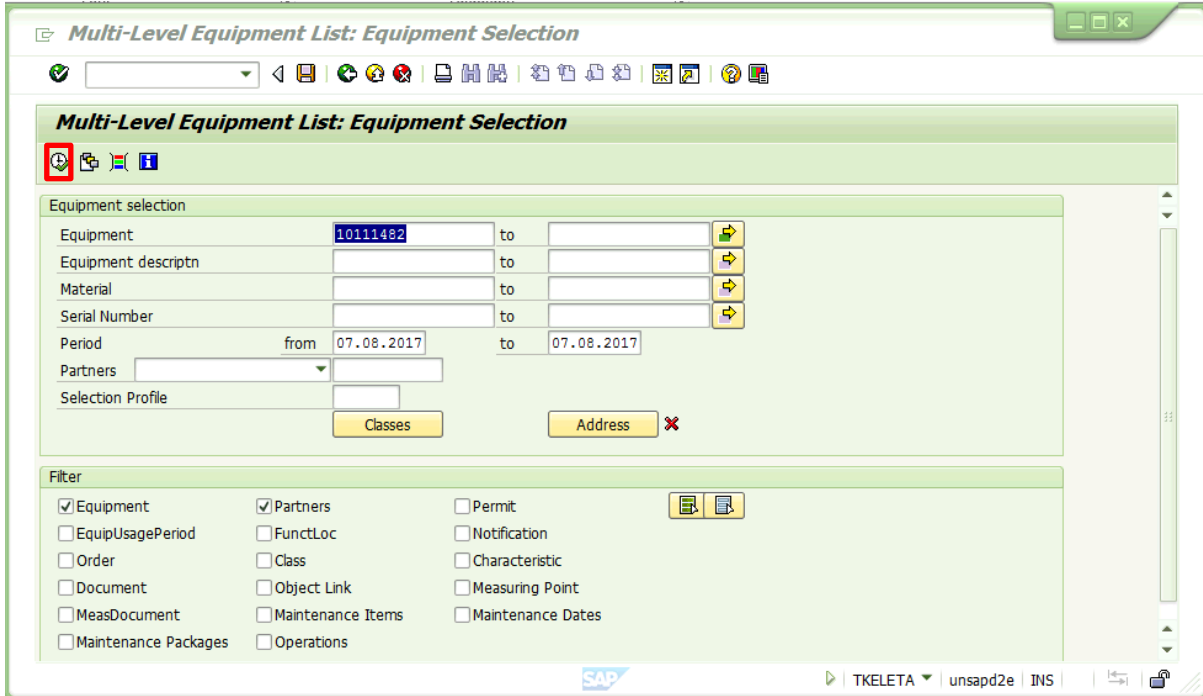 Multi-Level Equipment List: Equipment Selection
Multi-Level Equipment List: Equipment Selection
Equipment selection
Equipment 10111482 to
Equipment descriptn to
Material to
Serial Number to
Period from 07.08.2017 to 07.08.2017
Partners
Selection Profile
Classes Address
Filter
Equipment Partners Permit
EquipUsagePeriod FunctLoc Notification
Order Class Characteristic
Document Object Link Measuring Point
MeasDocument Maintenance Items Maintenance Dates
Maintenance Packages Operations
SAP TKELETA unsapd2e INS